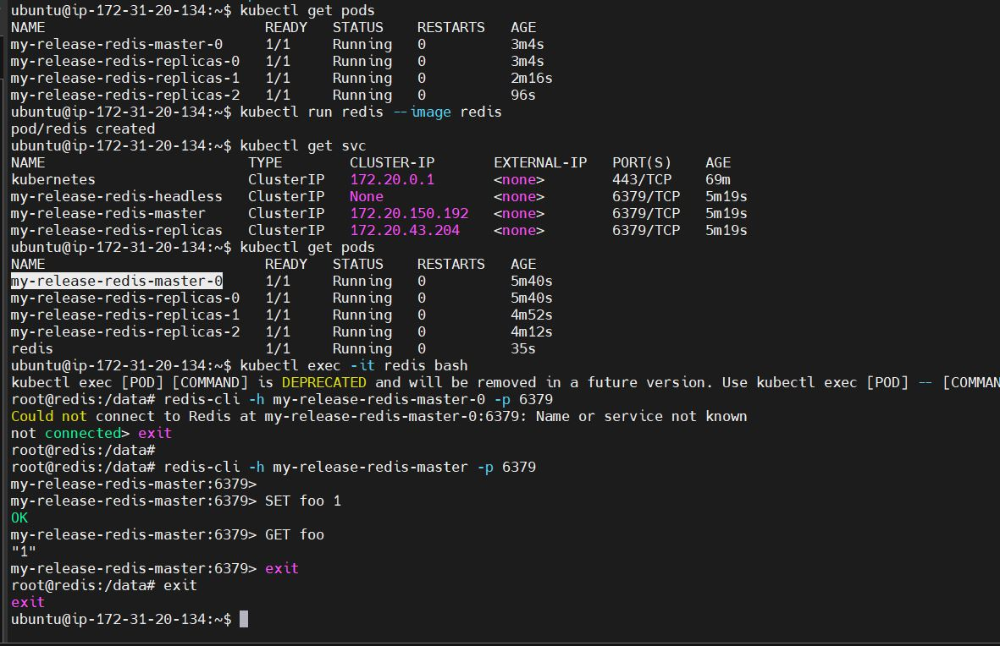 ubuntu@ip-172-31-20-134:~$ kubectl get pods
NAME READY STATUS RESTARTS AGE
my-release-redis-master-0 1/1 Running 0 3m4s
my-release-redis-replicas-0 1/1 Running 0 3m4s
my-release-redis-replicas-1 1/1 Running 0 2m16s
my-release-redis-replicas-2 1/1 Running 0 96s
ubuntu@ip-172-31-20-134:~$ kubectl run redis --image redis
pod/redis created
ubuntu@ip-172-31-20-134:~$ kubectl get svc
NAME TYPE CLUSTER-IP EXTERNAL-IP PORT(S) AGE
kubernetes ClusterIP 172.20.0.1 <none> 443/TCP 69m
my-release-redis-headless ClusterIP None <none> 6379/TCP 5m19s
my-release-redis-master ClusterIP 172.20.150.192 <none> 6379/TCP 5m19s
my-release-redis-replicas ClusterIP 172.20.43.204 <none> 6379/TCP 5m19s
ubuntu@ip-172-31-20-134:~$ kubectl get pods
NAME READY STATUS RESTARTS AGE
my-release-redis-master-0 1/1 Running 0 5m40s
my-release-redis-replicas-0 1/1 Running 0 5m40s
my-release-redis-replicas-1 1/1 Running 0 4m52s
my-release-redis-replicas-2 1/1 Running 0 4m12s
redis 1/1 Running 0 35s
ubuntu@ip-172-31-20-134:~$ kubectl exec -it redis bash
kubectl exec [POD] [COMMAND] is DEPRECATED and will be removed in a future version. Use kubectl exec [POD] -- [COMMAN
root@redis:/data# redis-cli -h my-release-redis-master-0 -p 6379
Could not connect to Redis at my-release-redis-master-0:6379: Name or service not known
not connected> exit
root@redis:/data#
root@redis:/data# redis-cli -h my-release-redis-master -p 6379
my-release-redis-master:6379>
my-release-redis-master:6379> SET foo 1
OK
my-release-redis-master:6379> GET foo
"1"
my-release-redis-master:6379> exit
root@redis:/data# exit
exit
ubuntu@ip-172-31-20-134:~$